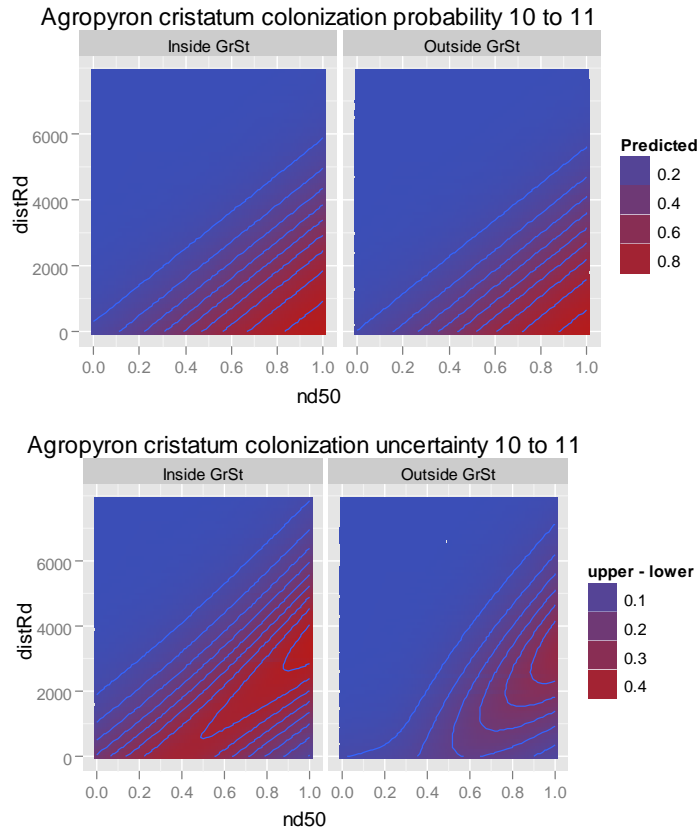 Agropyron cristatum colonization probability 10 to 11
Inside GrSt
Outside GrSt
distRd
6000
4000
2000
0
0.0 0.2 0.4 0.6 0.8 1.0
0.0 0.2 0.4 0.6 0.8 1.0
nd50
Predicted
0.2
0.4
0.6
0.8
Agropyron cristatum colonization uncertainty 10 to 11
Inside GrSt
Outside GrSt
distRd
6000
4000
2000
0
0.0 0.2 0.4 0.6 0.8 1.0
0.0 0.2 0.4 0.6 0.8 1.0
nd50
upper - lower
0.1
0.2
0.3
0.4